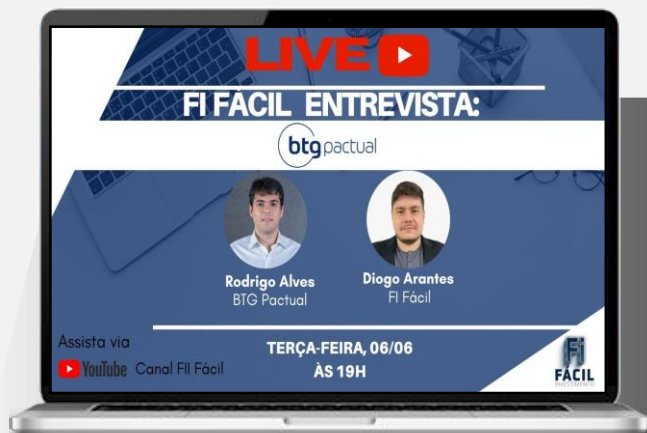 LIVE
FI FÁCIL ENTREVISTA:
btg pactual
Rodrigo Alves
BTG Pactual
Diogo Arantes
FI Fácil
Assista via
YouTube Canal FII Fácil
TERÇA-FEIRA, 06/06
ÀS 19H
Fi
FÁCIL
INVESTIMENTO